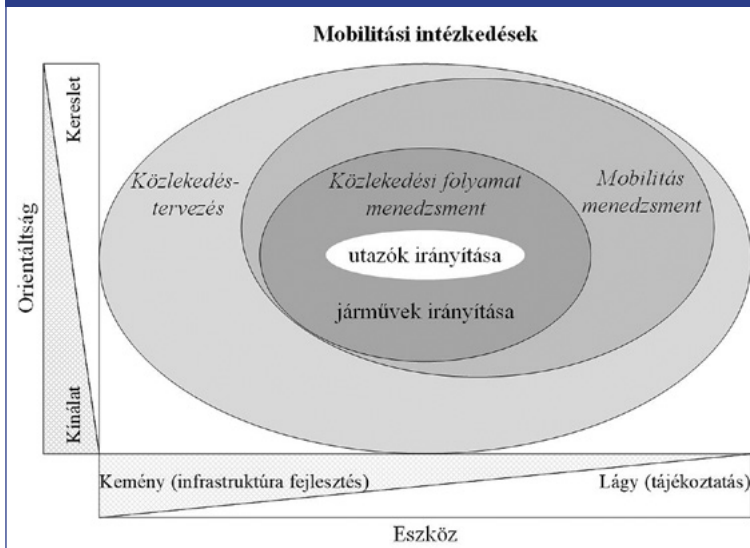 Mobilitási intézkedések
Orientáltság
Kereslet
Kínálat
Közlekedés-
tervezés
Közlekedési folyamat
menedzsment
Mobilitás
menedzsment
utazók irányítása
járművek irányítása
Kemény (infrastruktúra fejlesztés)
Lágy (tájékoztatás)
Eszköz